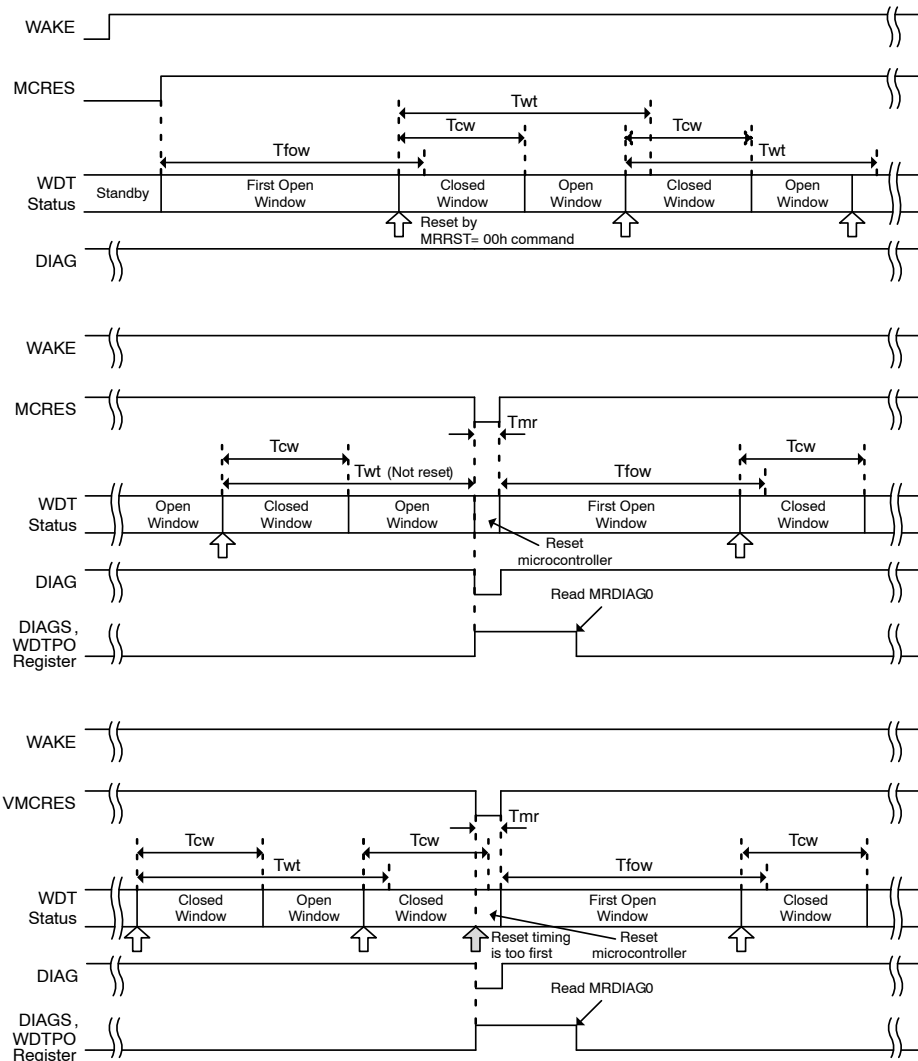 WAKE
MCRES
Twt
Tcw
Tcw
Tfow
Twt
WDT
Status
Standby
First Open
Window
Closed
Window
Open
Window
Closed
Window
Open
Window
Reset by
MRRST= 00h command
DIAG
WAKE
MCRES
Tmr
Tcw
Tcw
Twt (Not reset)
Tfow
WDT
Status
Open
Window
Closed
Window
Open
Window
First Open
Window
Closed
Window
Reset
microcontroller
DIAG
Read MRDIAG0
DIAGS,
WDTPO
Register
WAKE
VMCRES
Tmr
Tcw
Tcw
Tcw
Twt
Tfow
WDT
Status
Closed
Window
Open
Window
Closed
Window
First Open
Window
Closed
Window
Reset timing
is too first
Reset
microcontroller
DIAG
Read MRDIAG0
DIAGS,
WDTPO
Register